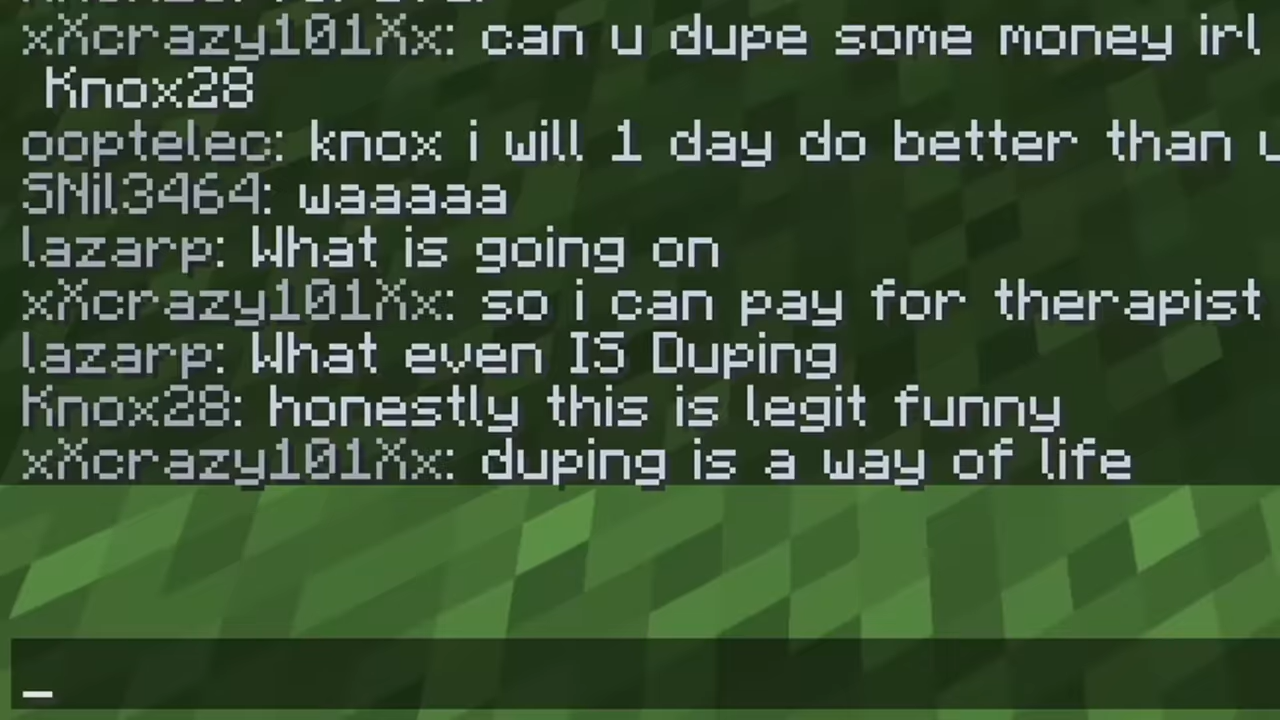 xXcrazy101Xx: can u dupe some money irl
Knox28
ooptelec: knox i will 1 day do better than
SNil3464: waaaaa
lazarp: What is going on
xXcrazy101Xx: so i can pay for therapist
lazarp: What even IS Duping
Knox28: honestly this is legit funny
xXcrazy101Xx: duping is a way of life
_